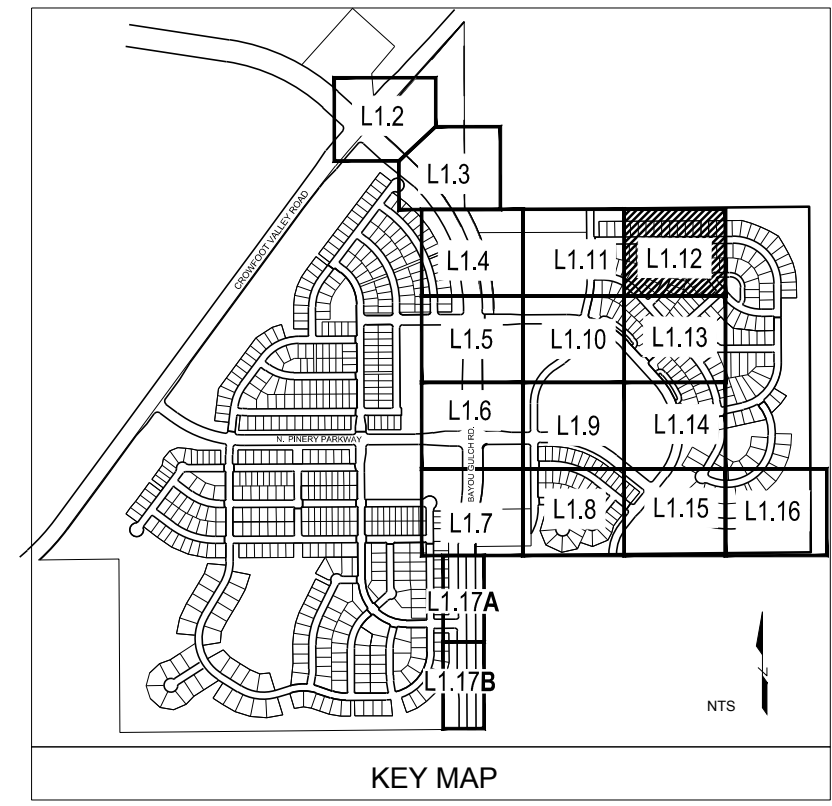 L1.2
L1.3
CROWFOOT VALLEY ROAD
L1.4
L1.11
L1.12
L1.5
L1.10
L1.13
L1.6
L1.9
L1.14
N. PINERY PARKWAY
BAYOU GULCH RD.
L1.7
L1.8
L1.15
L1.16
L1.17A
L1.17B
NTS
N
KEY MAP